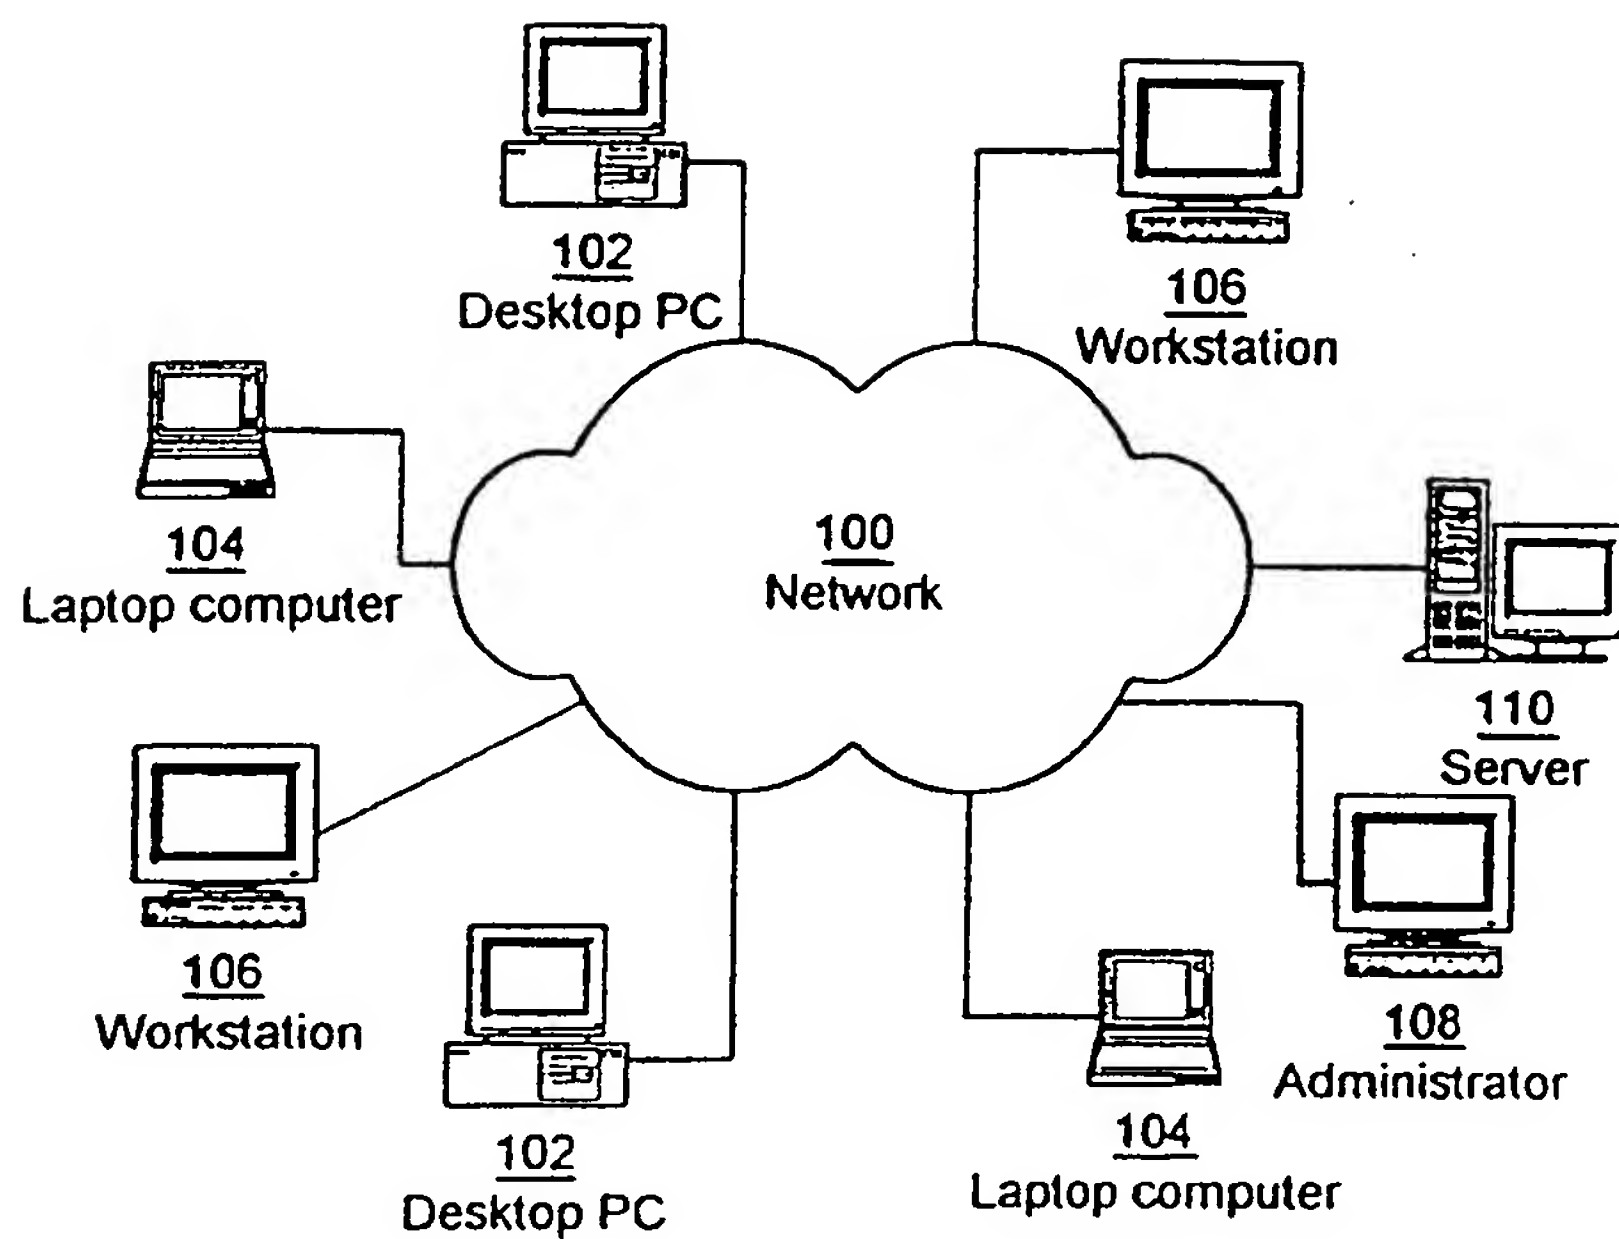 102
Desktop PC
106
Workstation
104
Laptop computer
100
Network
110
Server
106
Workstation
108
Administrator
102
Desktop PC
104
Laptop computer